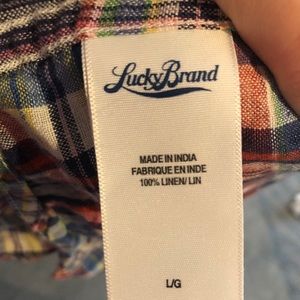 Lucky Brand
MADE IN INDIA
FABRIQUE EN INDE
100% LINEN/ LIN
L/G